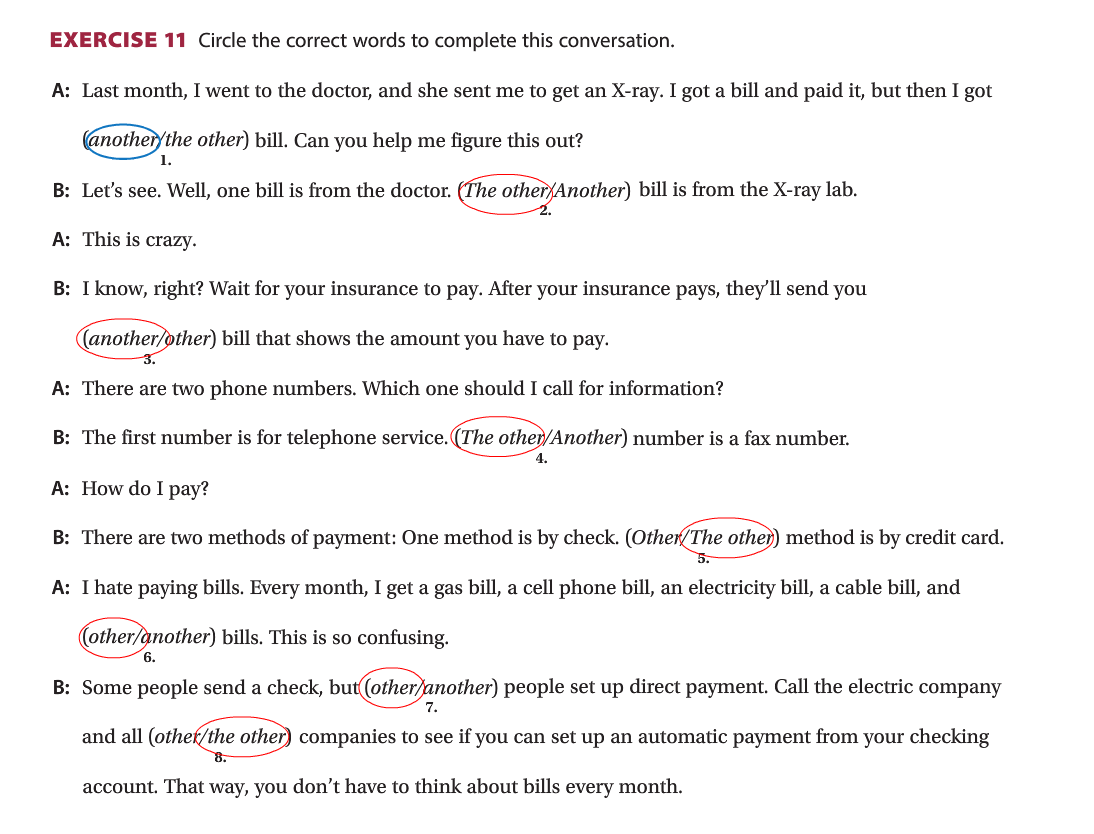 EXERCISE 11 Circle the correct words to complete this conversation.
A: Last month, I went to the doctor, and she sent me to get an X-ray. I got a bill and paid it, but then I got
(another/the other) bill. Can you help me figure this out?
1.
B: Let’s see. Well, one bill is from the doctor. (The other/Another) bill is from the X-ray lab.
2.
A: This is crazy.
B: I know, right? Wait for your insurance to pay. After your insurance pays, they’ll send you
(another/other) bill that shows the amount you have to pay.
3.
A: There are two phone numbers. Which one should I call for information?
B: The first number is for telephone service. (The other/Another) number is a fax number.
4.
A: How do I pay?
B: There are two methods of payment: One method is by check. (Other/The other) method is by credit card.
5.
A: I hate paying bills. Every month, I get a gas bill, a cell phone bill, an electricity bill, a cable bill, and
(other/another) bills. This is so confusing.
6.
B: Some people send a check, but (other/another) people set up direct payment. Call the electric company
7.
and all (other/the other) companies to see if you can set up an automatic payment from your checking
8.
account. That way, you don’t have to think about bills every month.